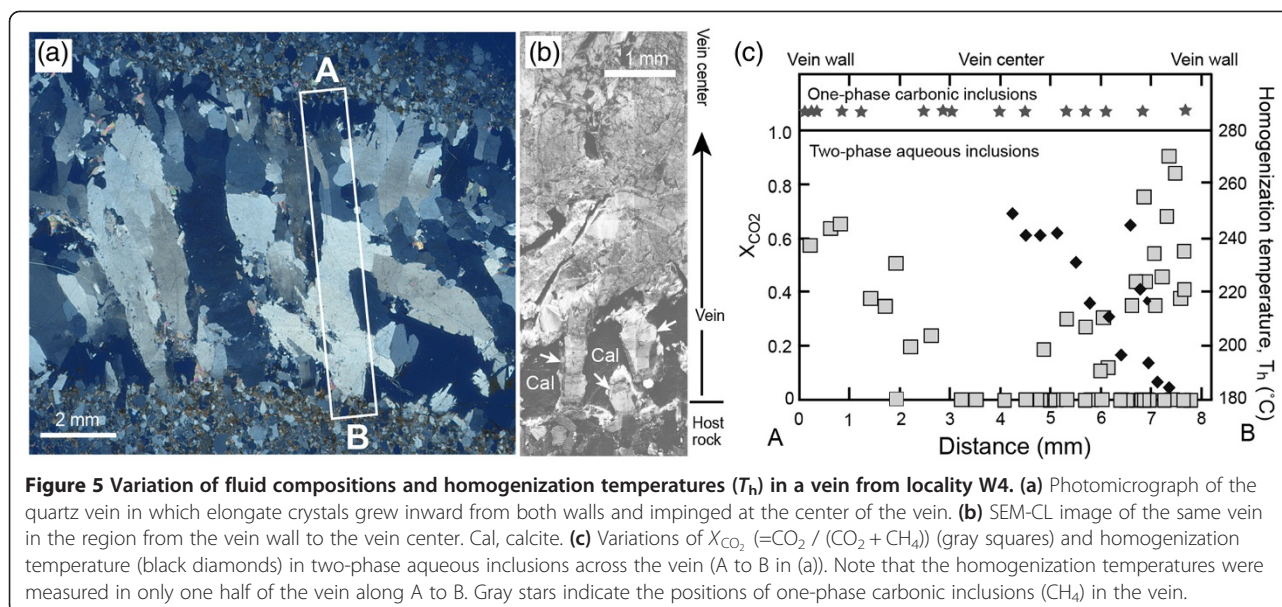 (a)
A
B
2 mm
(b)
1 mm
Cal
Cal
Vein center
Vein
Host
rock
(c)
Vein wall
Vein center
Vein wall
One-phase carbonic inclusions
Two-phase aqueous inclusions
1.0
0.8
0.6
0.4
0.2
0
X_CO2
280
260
240
220
200
180
Homogenization temperature, T_h (°C)
0 1 2 3 4 5 6 7 8
A
Distance (mm)
B
Figure 5 Variation of fluid compositions and homogenization temperatures (T_h) in a vein from locality W4. (a) Photomicrograph of the
quartz vein in which elongate crystals grew inward from both walls and impinged at the center of the vein. (b) SEM-CL image of the same vein
in the region from the vein wall to the vein center. Cal, calcite. (c) Variations of X_CO₂ (=CO₂ / (CO₂ + CH₄)) (gray squares) and homogenization
temperature (black diamonds) in two-phase aqueous inclusions across the vein (A to B in (a)). Note that the homogenization temperatures were
measured in only one half of the vein along A to B. Gray stars indicate the positions of one-phase carbonic inclusions (CH₄) in the vein.